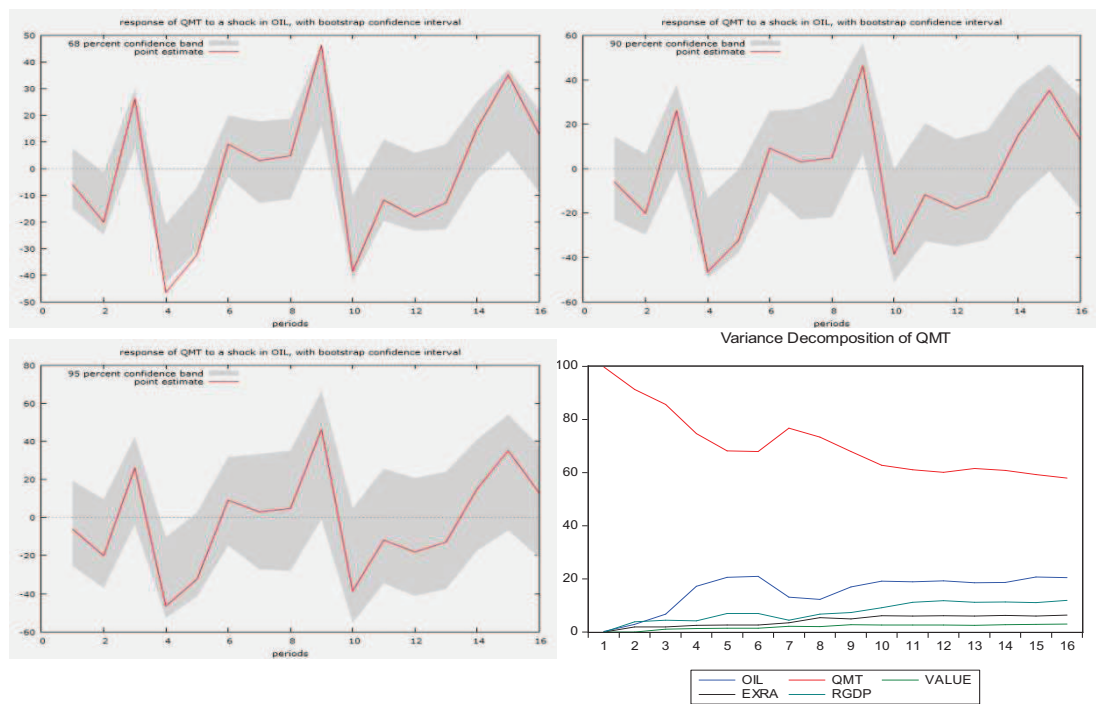 response of QMT to a shock in OIL, with bootstrap confidence interval
68 percent confidence band
point estimate
50
40
30
20
10
0
-10
-20
-30
-40
-50
0 2 4 6 8 10 12 14 16
periods
response of QMT to a shock in OIL, with bootstrap confidence interval
90 percent confidence band
point estimate
60
40
20
0
-20
-40
-60
0 2 4 6 8 10 12 14 16
periods
response of QMT to a shock in OIL, with bootstrap confidence interval
95 percent confidence band
point estimate
80
60
40
20
0
-20
-40
-60
0 2 4 6 8 10 12 14 16
periods
Variance Decomposition of QMT
100
80
60
40
20
0
1 2 3 4 5 6 7 8 9 10 11 12 13 14 15 16
OIL QMT VALUE
EXRA RGDP